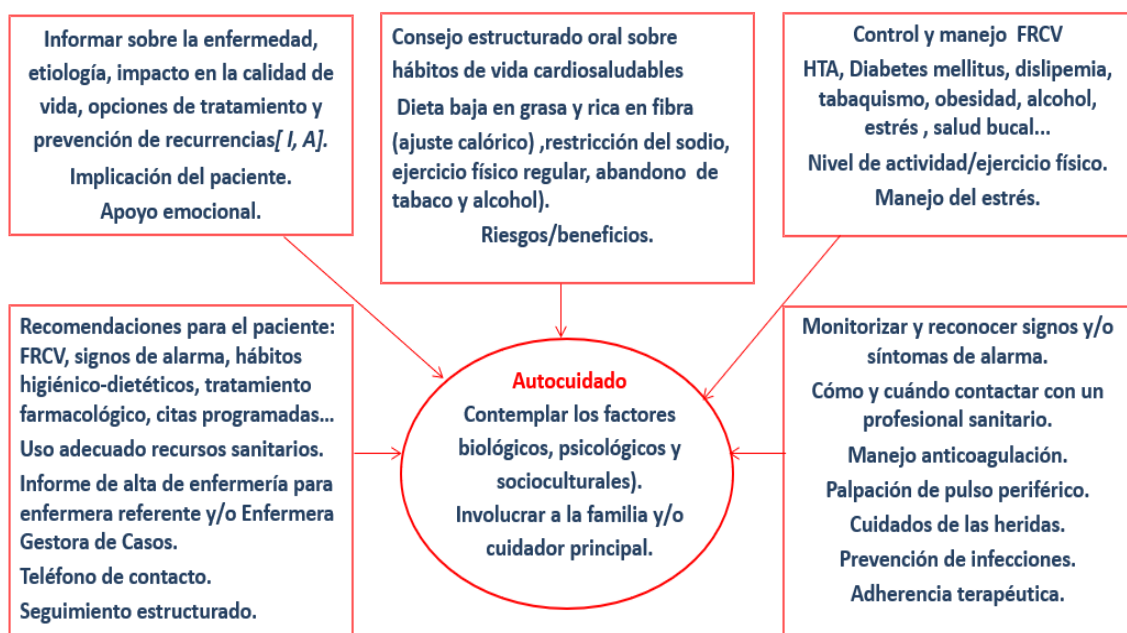 Informar sobre la enfermedad,
etiología, impacto en la calidad de
vida, opciones de tratamiento y
prevención de recurrencias[ I, A].
Implicación del paciente.
Apoyo emocional.
Consejo estructurado oral sobre
hábitos de vida cardiosaludables
Dieta baja en grasa y rica en fibra
(ajuste calórico) ,restricción del sodio,
ejercicio físico regular, abandono de
tabaco y alcohol).
Riesgos/beneficios.
Control y manejo FRCV
HTA, Diabetes mellitus, dislipemia,
tabaquismo, obesidad, alcohol,
estrés , salud bucal...
Nivel de actividad/ejercicio físico.
Manejo del estrés.
Recomendaciones para el paciente:
FRCV, signos de alarma, hábitos
higiénico-dietéticos, tratamiento
farmacológico, citas programadas...
Uso adecuado recursos sanitarios.
Informe de alta de enfermería para
enfermera referente y/o Enfermera
Gestora de Casos.
Teléfono de contacto.
Seguimiento estructurado.
Autocuidado
Contemplar los factores
biológicos, psicológicos y
socioculturales).
Involucrar a la familia y/o
cuidador principal.
Monitorizar y reconocer signos y/o
síntomas de alarma.
Cómo y cuándo contactar con un
profesional sanitario.
Manejo anticoagulación.
Palpación de pulso periférico.
Cuidados de las heridas.
Prevención de infecciones.
Adherencia terapéutica.